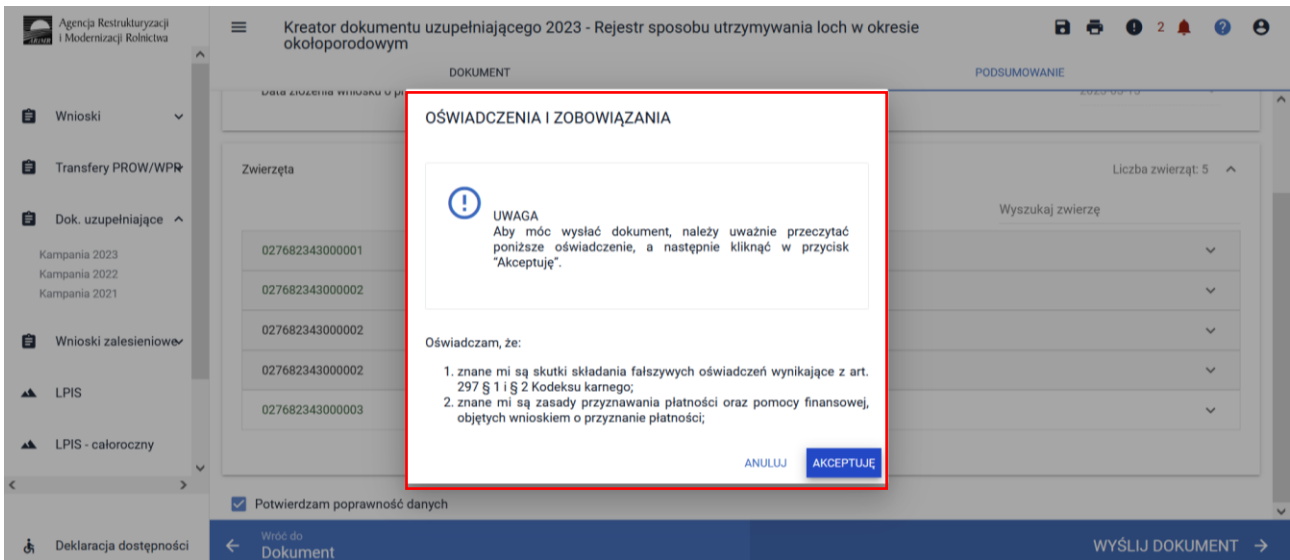 Agencja Restrukturyzacji
i Modernizacji Rolnictwa
Kreator dokumentu uzupełniającego 2023 - Rejestr sposobu utrzymywania loch w okresie
okołoporodowym
2
DOKUMENT
PODSUMOWANIE
Wnioski
Transfery PROW/WPR
Dok. uzupełniające
Kampania 2023
Kampania 2022
Kampania 2021
Wnioski zalesieniowe
LPIS
LPIS - całoroczny
Deklaracja dostępności
Data złożenia wniosku o
Zwierzęta
Liczba zwierząt: 5
Wyszukaj zwierzę
027682343000001
027682343000002
027682343000002
027682343000002
027682343000003
OŚWIADCZENIA I ZOBOWIĄZANIA
UWAGA
Aby móc wysłać dokument, należy uważnie przeczytać
poniższe oświadczenie, a następnie kliknąć w przycisk
"Akceptuję".
Oświadczam, że:
1. znane mi są skutki składania fałszywych oświadczeń wynikające z art.
297 § 1 i § 2 Kodeksu karnego;
2. znane mi są zasady przyznawania płatności oraz pomocy finansowej,
objętych wnioskiem o przyznanie płatności;
ANULUJ
AKCEPTUJĘ
Potwierdzam poprawność danych
Wróć do
Dokument
WYŚLIJ DOKUMENT